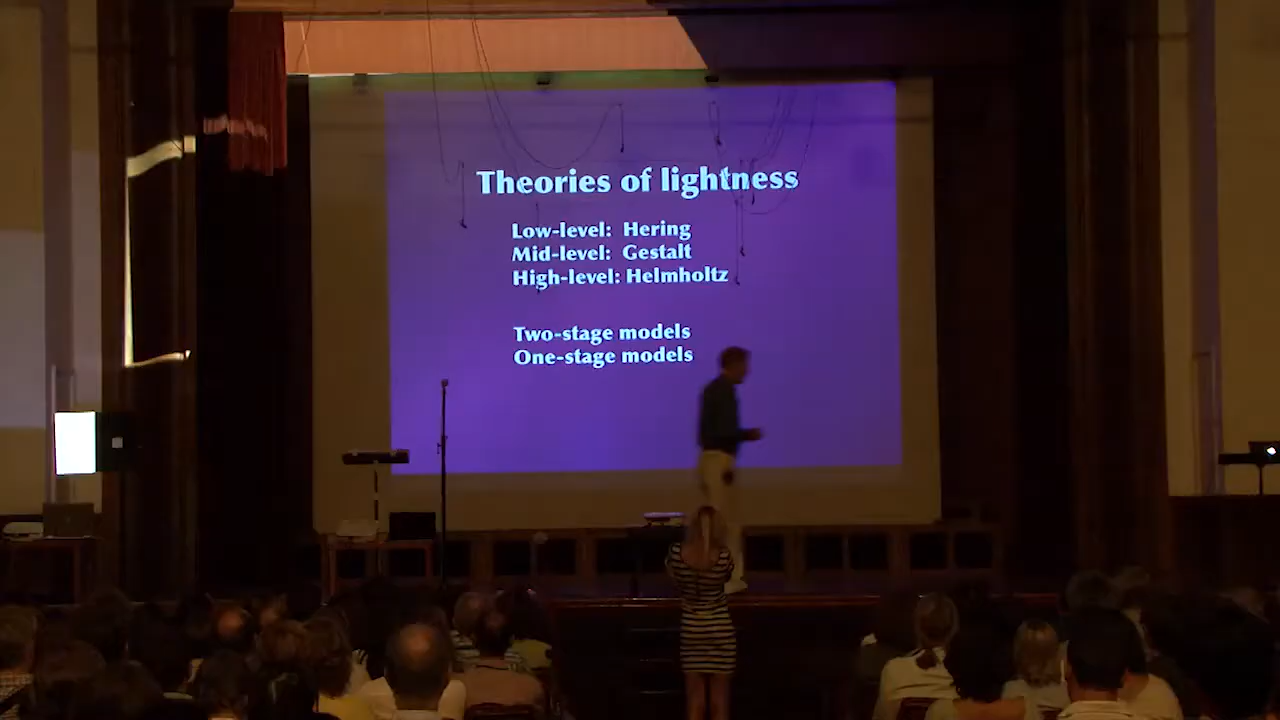 Theories of lightness
Low-level: Hering
Mid-level: Gestalt
High-level: Helmholtz
Two-stage models
One-stage models